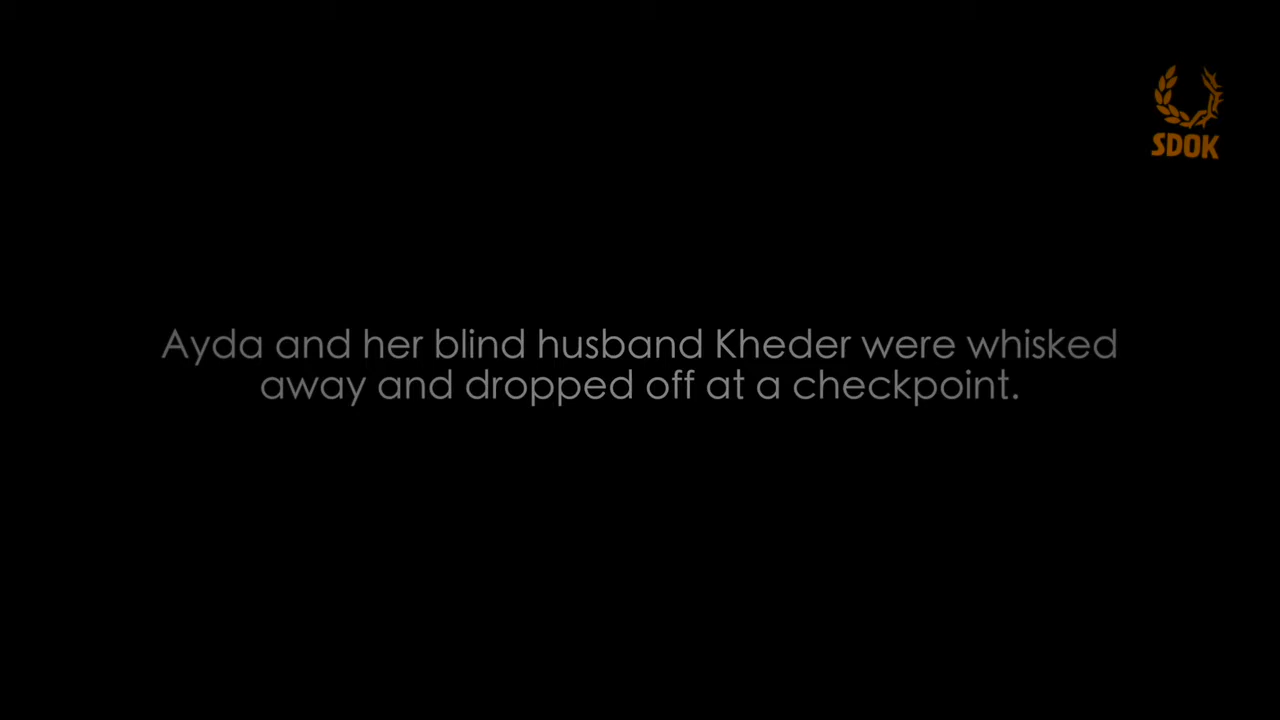 SDOK
Ayda and her blind husband Kheder were whisked
away and dropped off at a checkpoint.